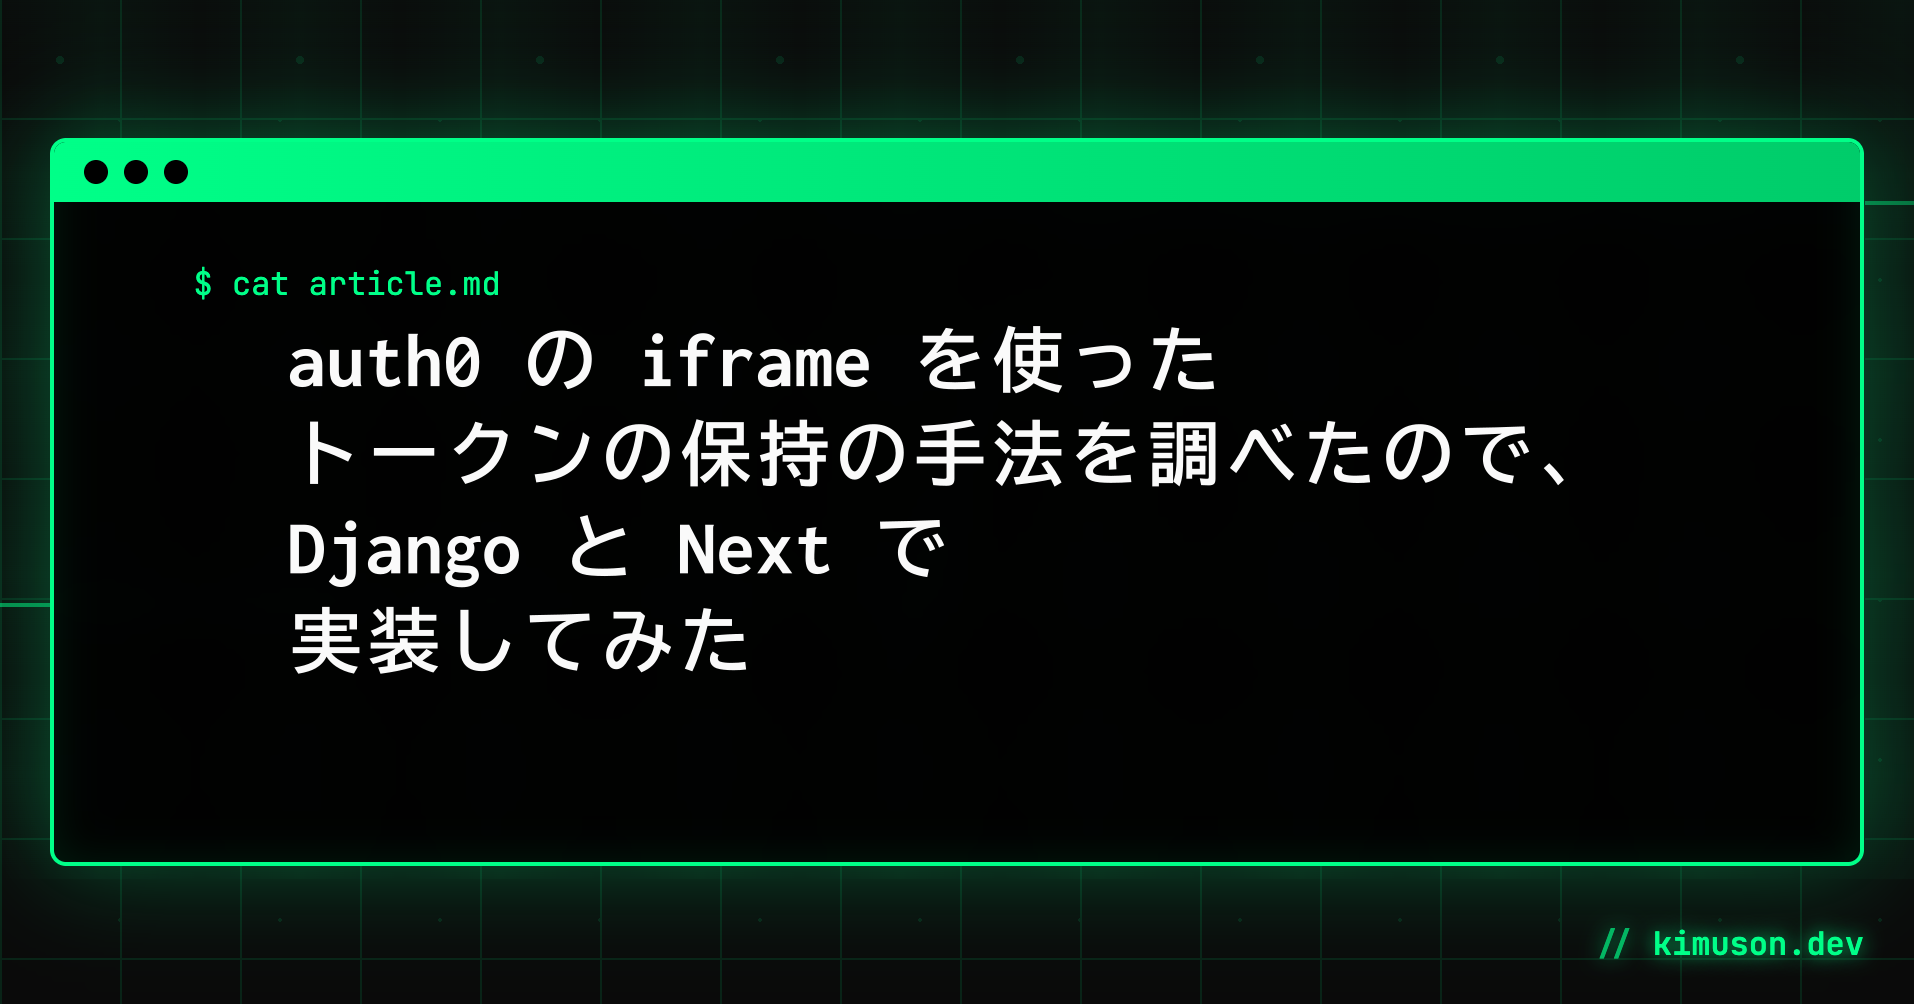 $ cat article.md
auth0 の iframe を使った
トークンの保持の手法を調べたので、
Django と Next で
実装してみた
// kimuson.dev